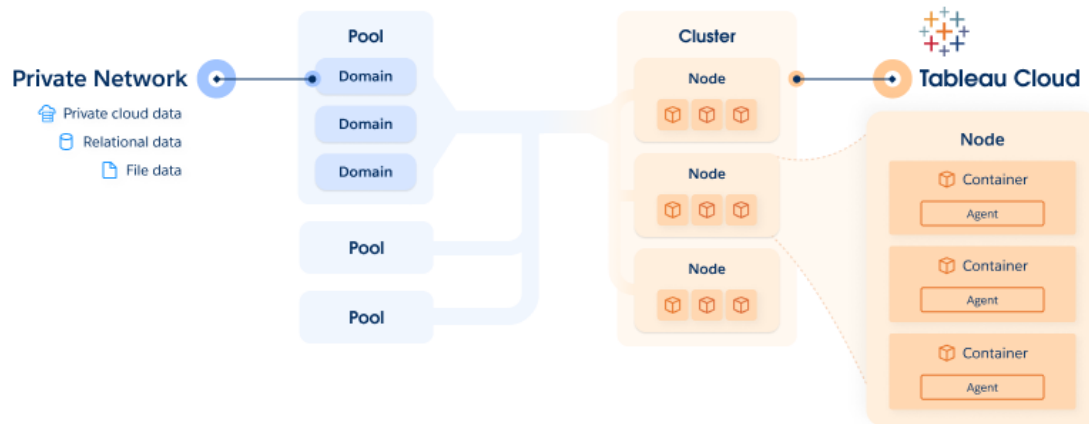 Private Network
Private cloud data
Relational data
File data
Pool
Domain
Domain
Domain
Pool
Pool
Cluster
Node
Node
Node
Tableau Cloud
Node
Container
Agent
Container
Agent
Container
Agent